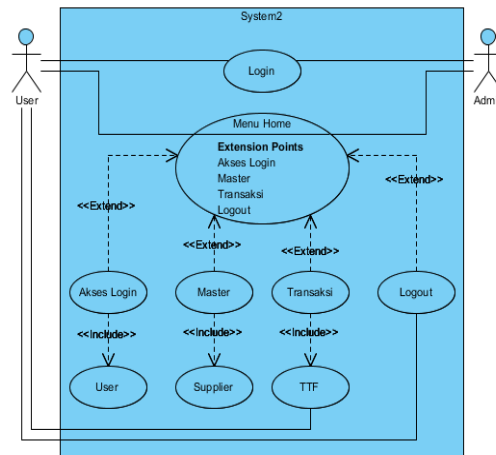 System2
Login
User
Adm
Menu Home
Extension Points
Akses Login
Master
Transaksi
Logout
<<Extend>>
<<Extend>>
<<Extend>>
<<Extend>>
Akses Login
Master
Transaksi
Logout
<<Include>>
<<Include>>
<<Include>>
User
Supplier
TTF